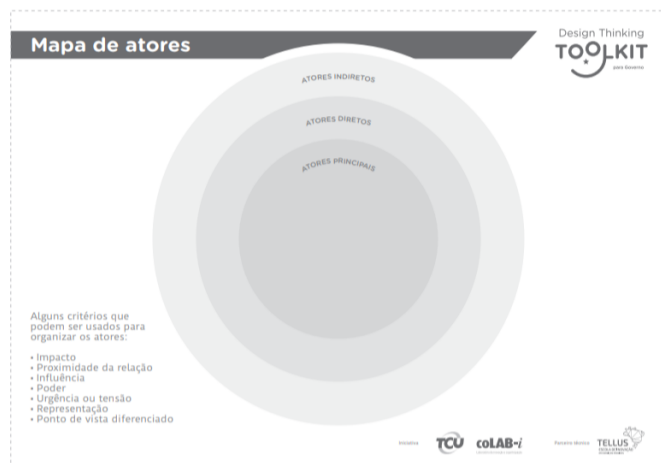 Mapa de atores
Design Thinking
TOOLKIT
para Governo
ATORES INDIRETOS
ATORES DIRETOS
ATORES PRINCIPAIS
Alguns critérios que
podem ser usados para
organizar os atores:
• Impacto
• Proximidade da relação
• Influência
• Poder
• Urgência ou tensão
• Representação
• Ponto de vista diferenciado
Iniciativa
TCU
coLAB-i
Parceiro técnico
TELLUS